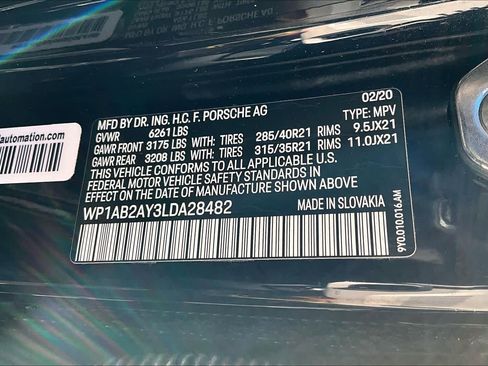 MFD BY DR. ING. H.C. F. PORSCHE AG
02/20
GVWR 6261 LBS
TYPE: MPV
GAWR FRONT 3175 LBS WITH: TIRES 285/40R21 RIMS 9.5JX21
GAWR REAR 3208 LBS WITH: TIRES 315/35R21 RIMS 11.0JX21
THIS VEHICLE CONFORMS TO ALL APPLICABLE
FEDERAL MOTOR VEHICLE SAFETY STANDARDS IN
EFFECT ON THE DATE OF MANUFACTURE SHOWN ABOVE.
WP1AB2AY3LDA28482
MADE IN SLOVAKIA
9Y0.010.016.AM
automation.com